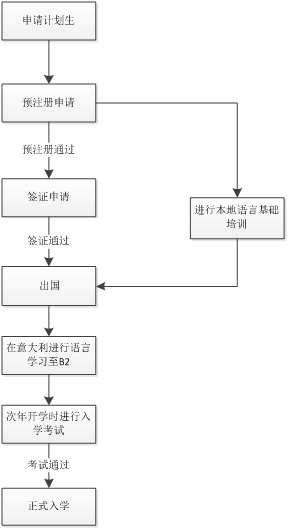 申请计划生
预注册申请
预注册通过
签证申请
进行本地语言基础
培训
签证通过
出国
在意大利进行语言
学习至B2
次年开学时进行入
学考试
考试通过
正式入学